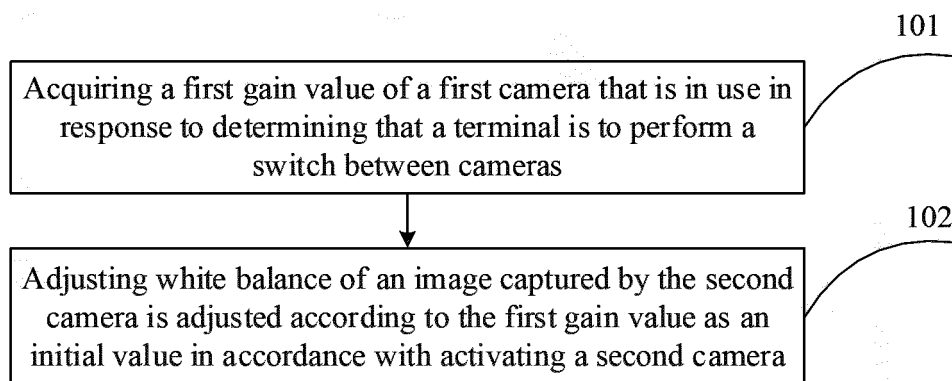 101
Acquiring a first gain value of a first camera that is in use in
response to determining that a terminal is to perform a
switch between cameras
102
Adjusting white balance of an image captured by the second
camera is adjusted according to the first gain value as an
initial value in accordance with activating a second camera